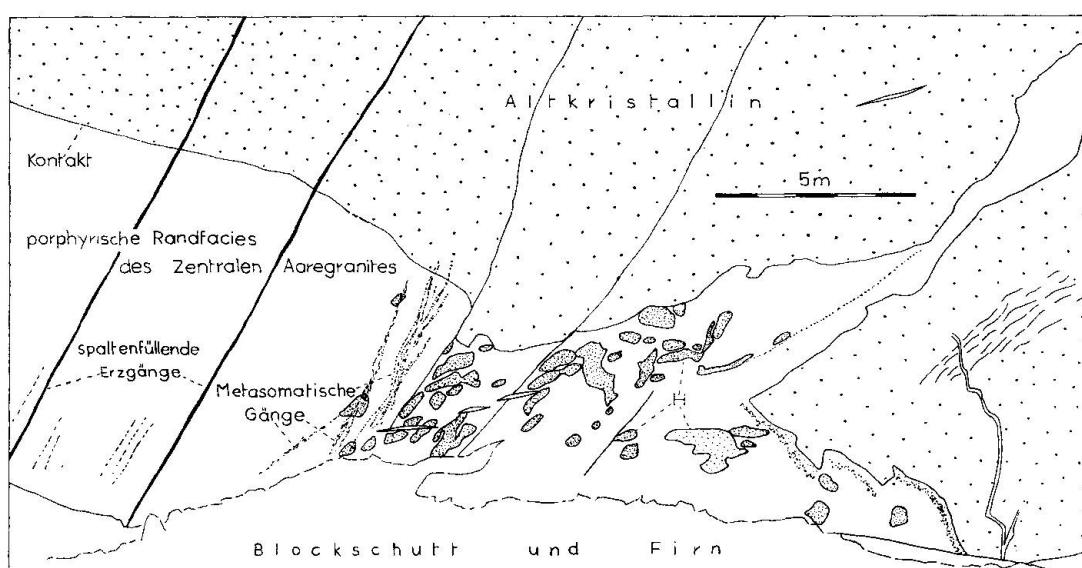 Altkristallin
Kontakt
5m
porphyrische Randfacies
des Zentralen Aaregranites
spaltenfüllende
Erzgänge
Metasomatische
Gänge
H
Blockschutt und Firn